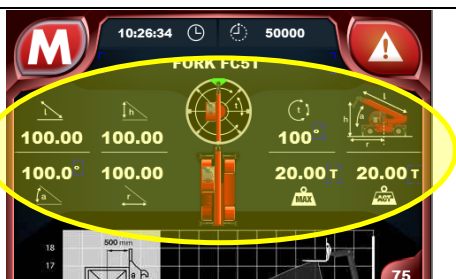 M
10:26:34 50000
FORK FC51
l h t t l h a r
100.00 100.00 100°
100.0° 100.00 20.00 T 20.00 T
a r MAX ACT
18
500 mm
17
75